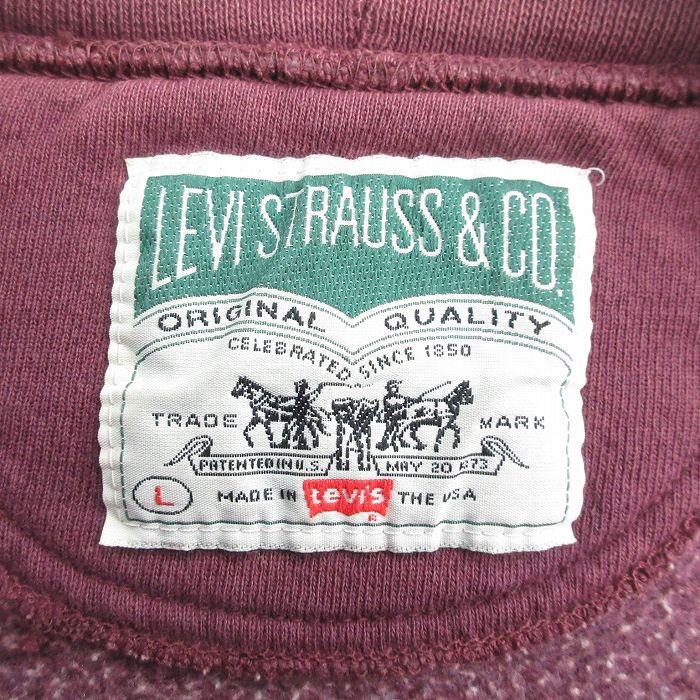 LEVI STRAUSS & CO
ORIGINAL QUALITY
CELEBRATED SINCE 1850
TRADE MARK
PATENTED IN U.S. MAY 20 1873
L MADE IN Levi's THE USA
®